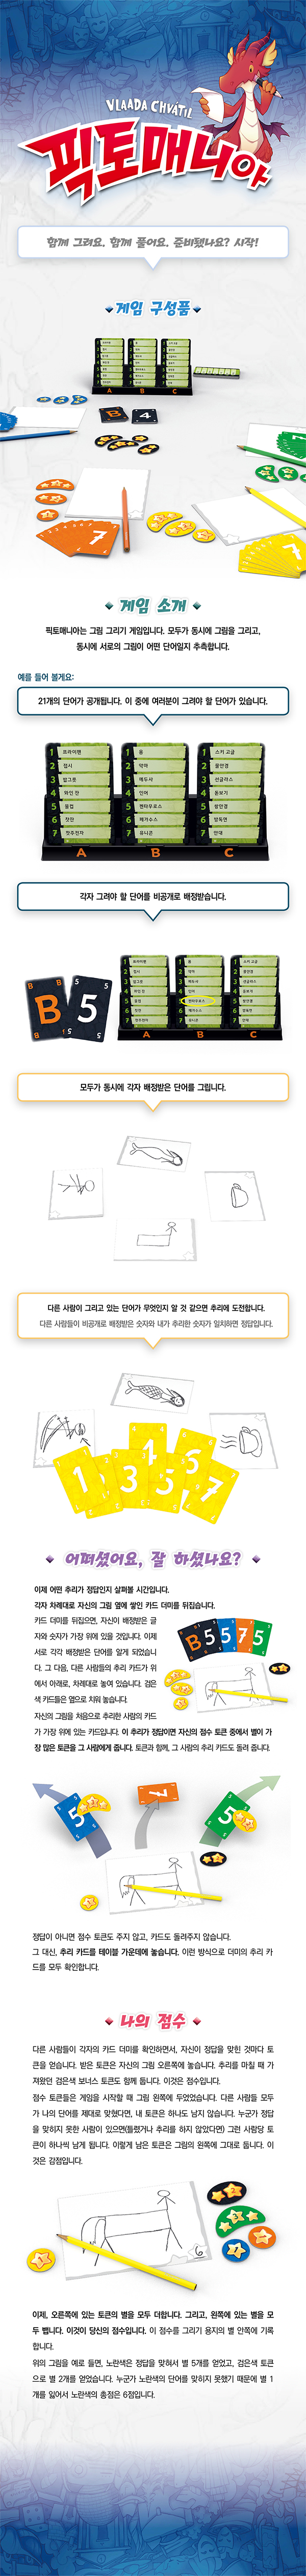 VLAADA CHVÁTIL
픽토매니아
함께 그려요. 함께 풀어요. 준비됐나요? 시작!
게임 구성품
A B C
B 4
7
7
게임 소개
픽토매니아는 그림 그리기 게임입니다. 모두가 동시에 그림을 그리고,
동시에 서로의 그림이 어떤 단어일지 추측합니다.
예를 들어 볼게요:
21개의 단어가 공개됩니다. 이 중에 여러분이 그려야 할 단어가 있습니다.
1 프라이팬
2 접시
3 밥그릇
4 와인 잔
5 물컵
6 찻잔
7 찻주전자
A
1 용
2 악마
3 메두사
4 인어
5 켄타우로스
6 페가수스
7 유니콘
B
1 스키 고글
2 쌍안경
3 선글라스
4 돋보기
5 망안경
6 방독면
7 안대
C
각자 그려야 할 단어를 비공개로 배정받습니다.
B 5
A B C
모두가 동시에 각자 배정받은 단어를 그립니다.
다른 사람이 그리고 있는 단어가 무엇인지 알 것 같으면 추리에 도전합니다.
다른 사람들이 비공개로 배정받은 숫자와 내가 추리한 숫자가 일치하면 정답입니다.
1 3 4 5 6 7
어떠셨어요, 잘 하셨나요?
이제 어떤 추리가 정답인지 살펴볼 시간입니다.
각자 차례대로 자신의 그림 옆에 쌓인 카드 더미를 뒤집습니다.
카드 더미를 뒤집으면, 자신이 배정받은 글
자와 숫자가 가장 위에 있을 것입니다. 이제
서로 각각 배정받은 단어를 알게 되었습니
다. 그 다음, 다른 사람들의 추리 카드가 위
에서 아래로, 차례대로 놓여 있습니다. 검은
색 카드들은 옆으로 치워 놓습니다.
B 5 5 7 5
자신의 그림을 처음으로 추리한 사람의 카드
가 가장 위에 있는 카드입니다. 이 추리가 정답이면 자신의 점수 토큰 중에서 별이 가
장 많은 토큰을 그 사람에게 줍니다. 토큰과 함께, 그 사람의 추리 카드도 돌려 줍니다.
5 7 5
정답이 아니면 점수 토큰도 주지 않고, 카드도 돌려주지 않습니다.
그 대신, 추리 카드를 테이블 가운데에 놓습니다. 이런 방식으로 더미의 추리 카
드를 모두 확인합니다.
나의 점수
다른 사람들이 각자의 카드 더미를 확인하면서, 자신이 정답을 맞힌 것마다 토
큰을 얻습니다. 받은 토큰은 자신의 그림 오른쪽에 놓습니다. 추리를 마칠 때 가
져왔던 검은색 보너스 토큰도 함께 둡니다. 이것은 점수입니다.
점수 토큰들은 게임을 시작할 때 그림 왼쪽에 두었었습니다. 다른 사람들 모두
가 나의 단어를 제대로 맞혔다면, 내 토큰은 하나도 남지 않습니다. 누군가 정답
을 맞히지 못한 사람이 있으면(틀렸거나 추리를 하지 않았다면) 그런 사람당 토
큰이 하나씩 남게 됩니다. 이렇게 남은 토큰은 그림의 왼쪽에 그대로 둡니다. 이
것은 감점입니다.
6
이제, 오른쪽에 있는 토큰의 별을 모두 더합니다. 그리고, 왼쪽에 있는 별을 모
두 뺍니다. 이것이 당신의 점수입니다. 이 점수를 그리기 용지의 별 안쪽에 기록
합니다.
위의 그림을 예로 들면, 노란색은 정답을 맞혀서 별 5개를 얻었고, 검은색 토큰
으로 별 2개를 얻었습니다. 누군가 노란색의 단어를 맞히지 못했기 때문에 별 1
개를 잃어서 노란색의 총점은 6점입니다.